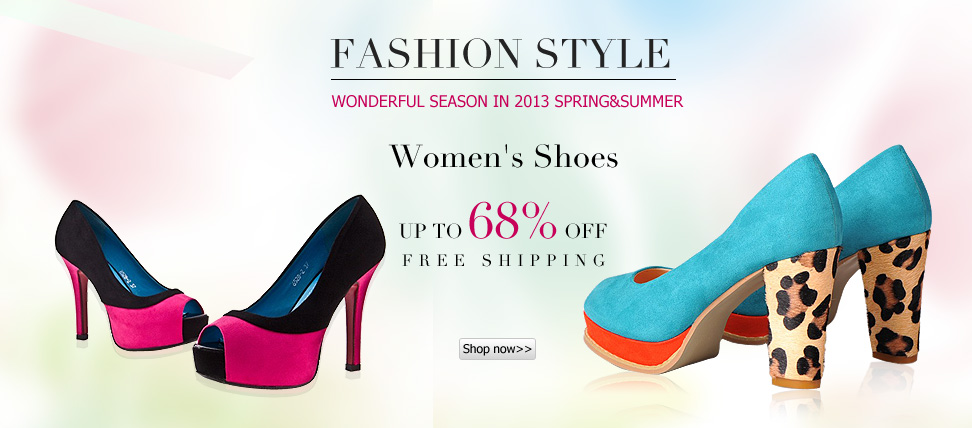 FASHION STYLE
WONDERFUL SEASON IN 2013 SPRING&SUMMER
Women's Shoes
UP TO 68% OFF
FREE SHIPPING
Shop now>>